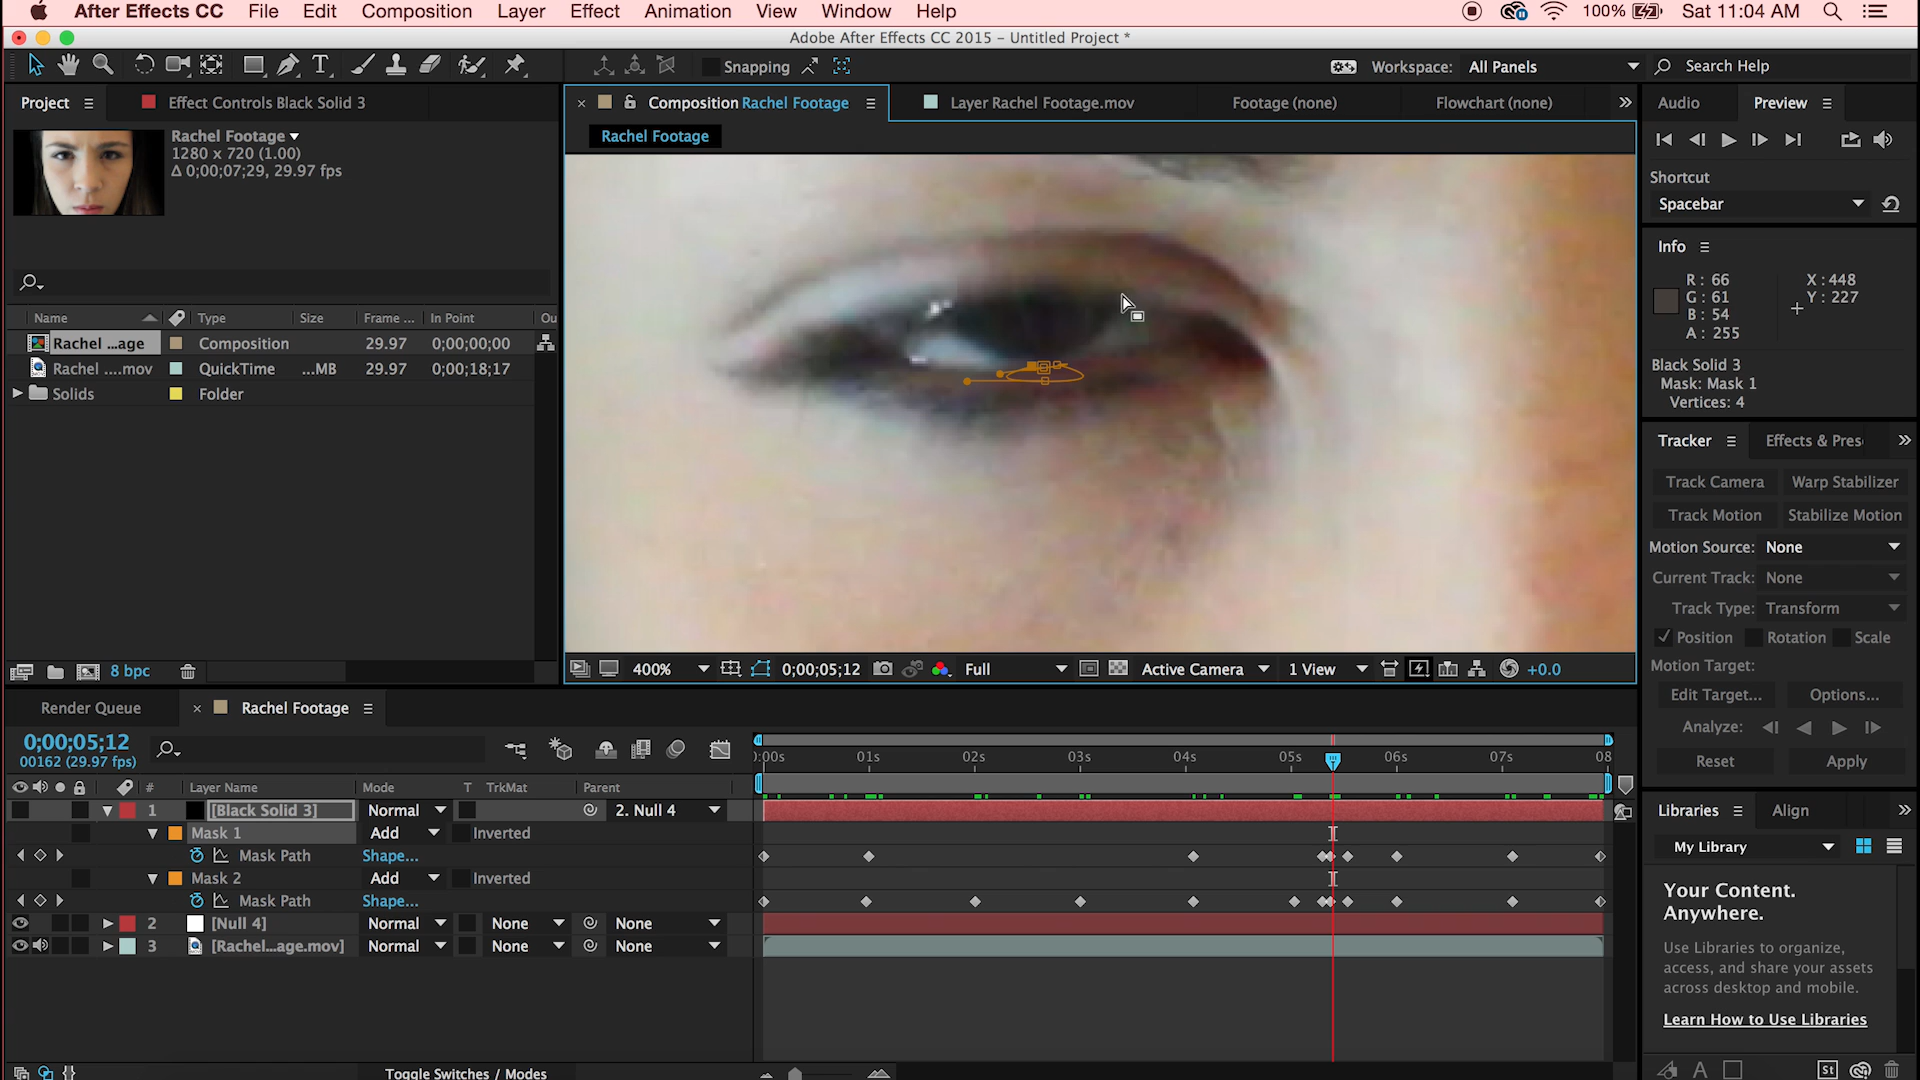 After Effects CC File Edit Composition Layer Effect Animation View Window Help 100% Sat 11:04 AM
Adobe After Effects CC 2015 – Untitled Project *
Snapping Workspace: All Panels Search Help
Project Effect Controls Black Solid 3 Composition Rachel Footage Layer Rachel Footage.mov Footage (none) Flowchart (none) Audio Preview
Rachel Footage
1280 x 720 (1.00)
Δ 0;00;07;29, 29.97 fps
Rachel Footage
Shortcut
Spacebar
Info
R : 66
G : 61
B : 54
A : 255
X : 448
Y : 227
Black Solid 3
Mask: Mask 1
Vertices: 4
Name Type Size Frame ... In Point Ou
Rachel ...age Composition 29.97 0;00;00;00
Rachel ....mov QuickTime ...MB 29.97 0;00;18;17
Solids Folder
8 bpc
400% 0;00;05;12 Full Active Camera 1 View +0.0
Tracker Effects & Pres
Track Camera Warp Stabilizer
Track Motion Stabilize Motion
Motion Source: None
Current Track: None
Track Type: Transform
Position Rotation Scale
Motion Target:
Edit Target... Options...
Analyze:
Reset Apply
Render Queue Rachel Footage
0;00;05;12
00162 (29.97 fps)
:00s 01s 02s 03s 04s 05s 06s 07s 08
# Layer Name Mode T TrkMat Parent
1 [Black Solid 3] Normal 2. Null 4
Mask 1 Add Inverted
Mask Path Shape...
Mask 2 Add Inverted
Mask Path Shape...
2 [Null 4] Normal None None
3 [Rachel...age.mov] Normal None None
Toggle Switches / Modes
Libraries Align
My Library
Your Content.
Anywhere.
Use Libraries to organize,
access, and share your assets
across desktop and mobile.
Learn How to Use Libraries
St